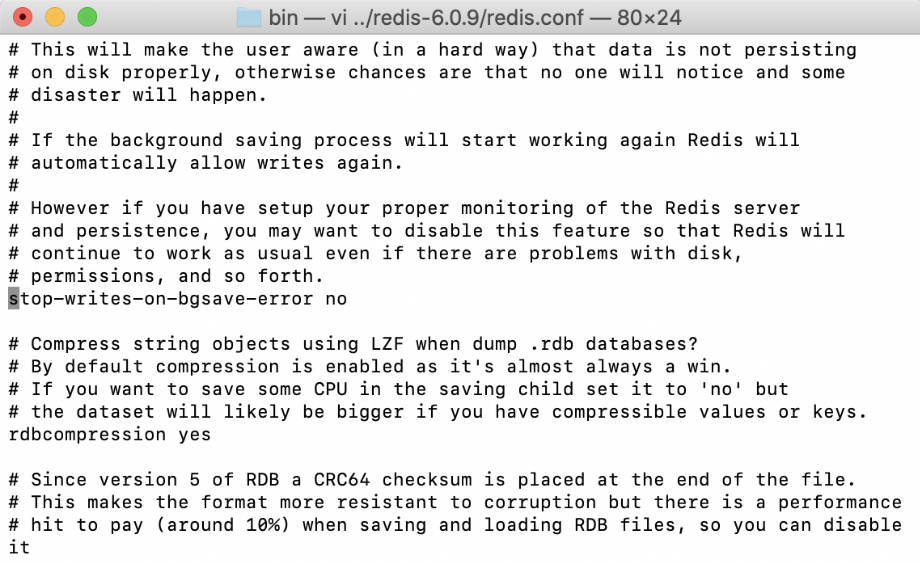 bin — vi ../redis-6.0.9/redis.conf — 80×24
# This will make the user aware (in a hard way) that data is not persisting
# on disk properly, otherwise chances are that no one will notice and some
# disaster will happen.
#
# If the background saving process will start working again Redis will
# automatically allow writes again.
#
# However if you have setup your proper monitoring of the Redis server
# and persistence, you may want to disable this feature so that Redis will
# continue to work as usual even if there are problems with disk,
# permissions, and so forth.
stop-writes-on-bgsave-error no

# Compress string objects using LZF when dump .rdb databases?
# By default compression is enabled as it's almost always a win.
# If you want to save some CPU in the saving child set it to 'no' but
# the dataset will likely be bigger if you have compressible values or keys.
rdbcompression yes

# Since version 5 of RDB a CRC64 checksum is placed at the end of the file.
# This makes the format more resistant to corruption but there is a performance
# hit to pay (around 10%) when saving and loading RDB files, so you can disable
it